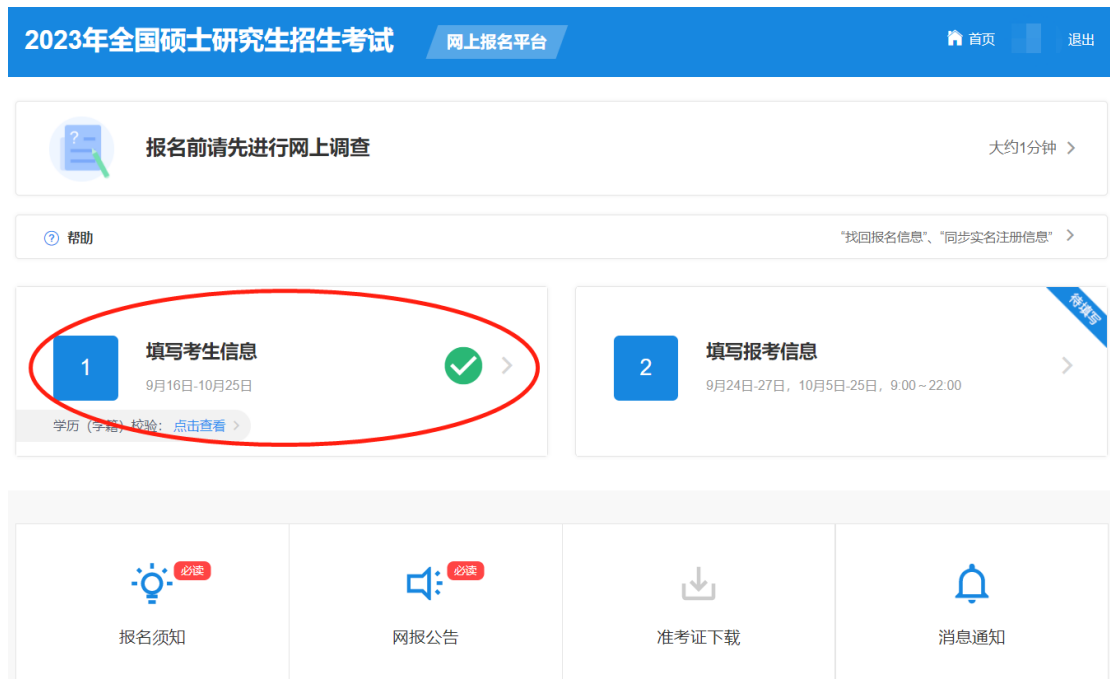 2023年全国硕士研究生招生考试 网上报名平台 首页 退出
报名前请先进行网上调查 大约1分钟
? 帮助 “找回报名信息”、“同步实名注册信息”
1 填写考生信息
9月16日-10月25日
学历（学籍）校验： 点击查看
待填写
2 填写报考信息
9月24日-27日，10月5日-25日，9:00～22:00
必读
报名须知
必读
网报公告
准考证下载
消息通知